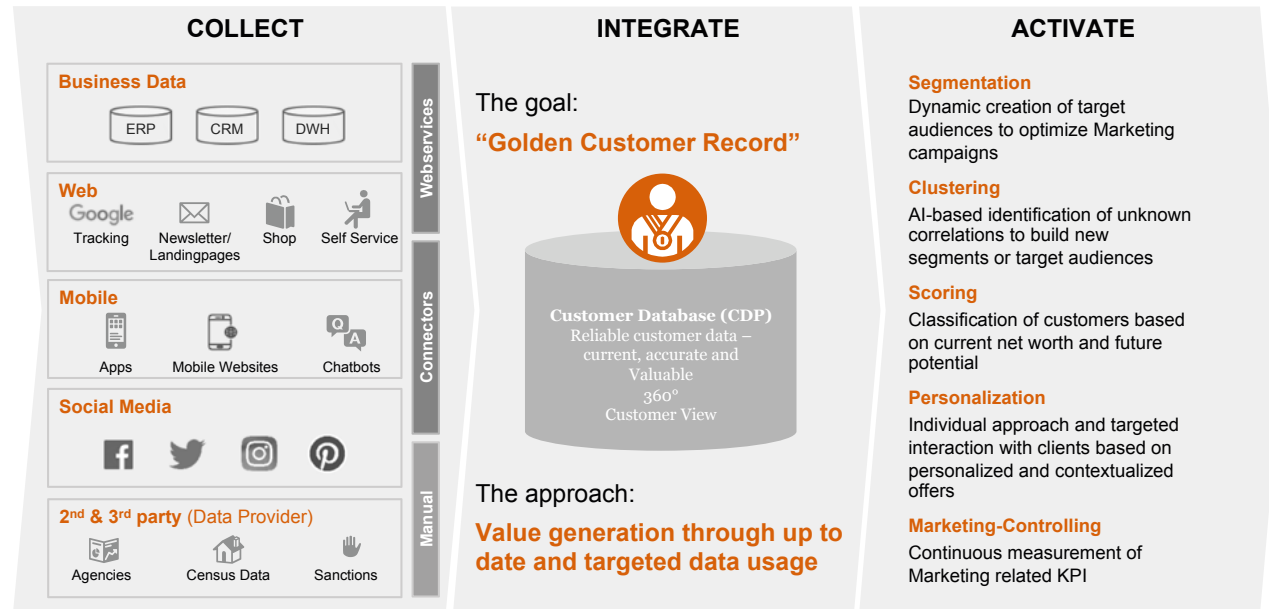 COLLECT
Business Data
ERP
CRM
DWH
Web
Google
Tracking
Newsletter/
Landingpages
Shop
Self Service
Mobile
Apps
Q
A
Mobile Websites
Chatbots
Social Media
2nd & 3rd party (Data Provider)
Agencies
Census Data
Sanctions
Webservices
Connectors
Manual
INTEGRATE
The goal:
“Golden Customer Record”
Customer Database (CDP)
Reliable customer data –
current, accurate and
Valuable
360°
Customer View
The approach:
Value generation through up to
date and targeted data usage
ACTIVATE
Segmentation
Dynamic creation of target
audiences to optimize Marketing
campaigns
Clustering
AI-based identification of unknown
correlations to build new
segments or target audiences
Scoring
Classification of customers based
on current net worth and future
potential
Personalization
Individual approach and targeted
interaction with clients based on
personalized and contextualized
offers
Marketing-Controlling
Continuous measurement of
Marketing related KPI